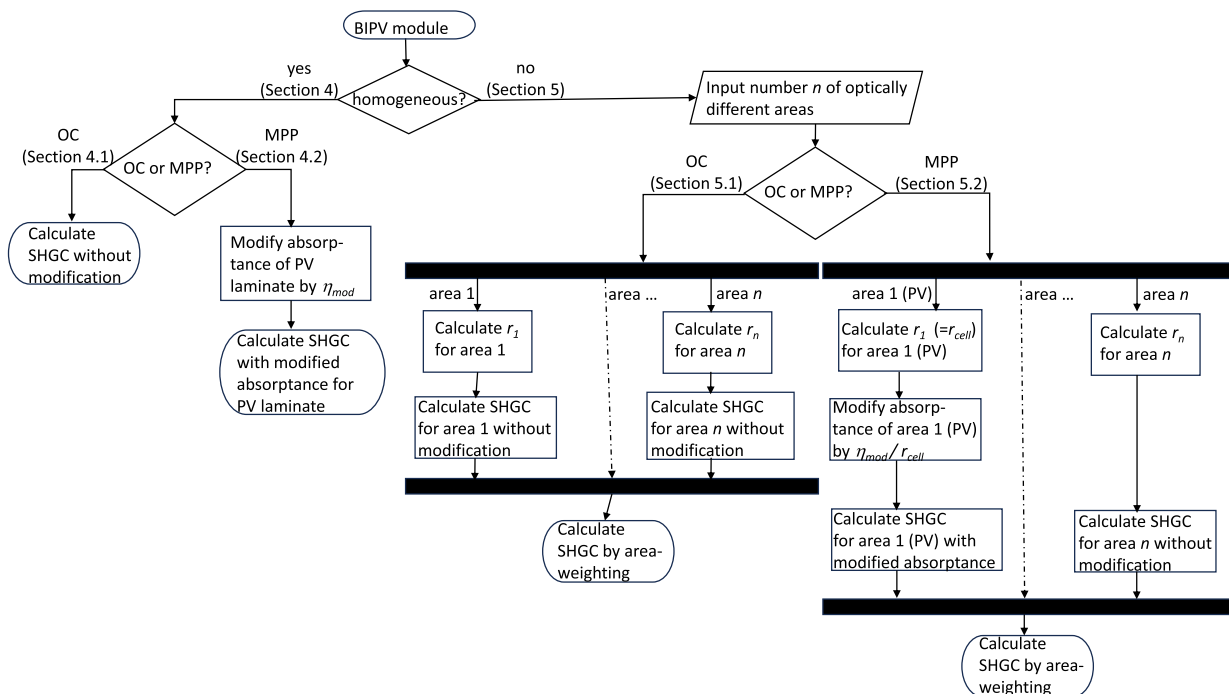 BIPV module
yes
(Section 4)
homogeneous?
no
(Section 5)
Input number n of optically
different areas
OC
(Section 4.1)
OC or MPP?
MPP
(Section 4.2)
Calculate
SHGC without
modification
Modify absorp-
tance of PV
laminate by ηmod
Calculate SHGC
with modified
absorptance for
PV laminate
OC
(Section 5.1)
OC or MPP?
MPP
(Section 5.2)
area 1
area ...
area n
Calculate r1
for area 1
Calculate rn
for area n
Calculate SHGC
for area 1 without
modification
Calculate SHGC
for area n without
modification
Calculate
SHGC by area-
weighting
area 1 (PV)
area ...
area n
Calculate r1 (=rcell)
for area 1 (PV)
Calculate rn
for area n
Modify absorp-
tance of area 1 (PV)
by ηmod/ rcell
Calculate SHGC
for area 1 (PV) with
modified absorptance
Calculate SHGC
for area n without
modification
Calculate
SHGC by area-
weighting